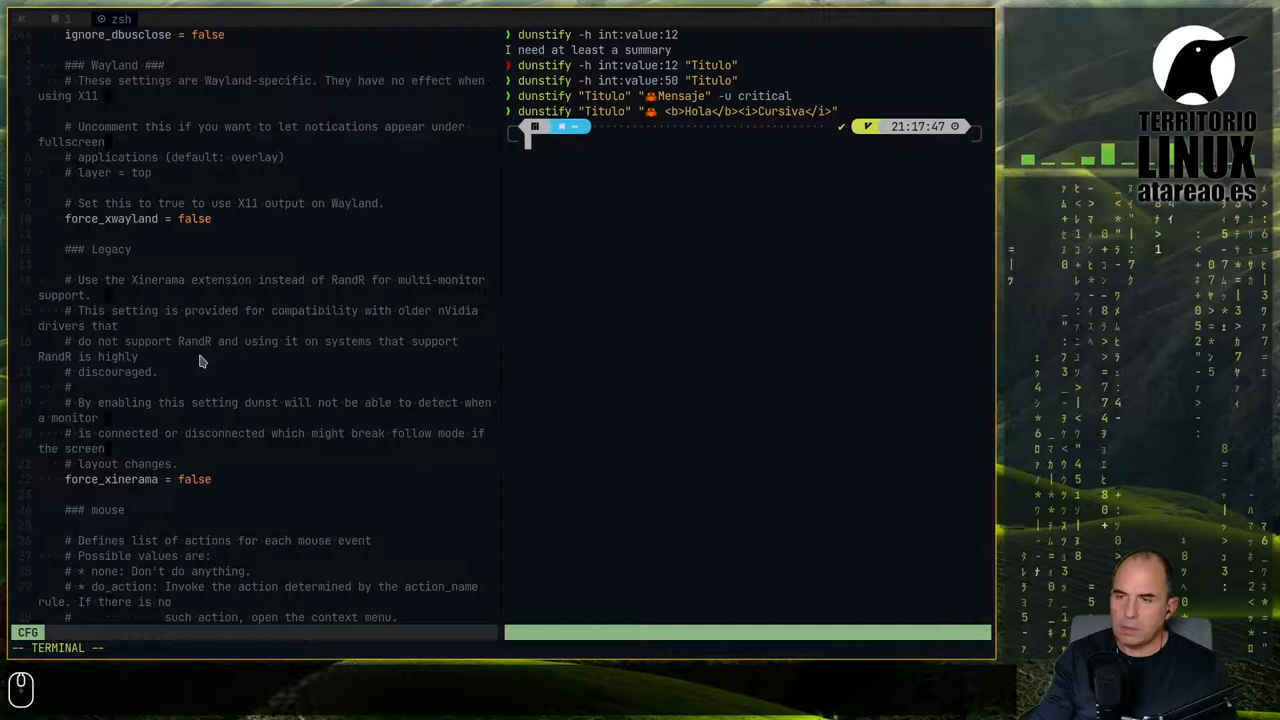 1 zsh
ignore_dbusclose = false
### Wayland ###
# These settings are Wayland-specific. They have no effect when
using X11
# Uncomment this if you want to let notications appear under
fullscreen
# applications (default: overlay)
# layer = top
# Set this to true to use X11 output on Wayland.
force_xwayland = false
### Legacy
# Use the Xinerama extension instead of RandR for multi-monitor
support.
# This setting is provided for compatibility with older nVidia
drivers that
# do not support RandR and using it on systems that support
RandR is highly
# discouraged.
#
# By enabling this setting dunst will not be able to detect when
a monitor
# is connected or disconnected which might break follow mode if
the screen
# layout changes.
force_xinerama = false
### mouse
# Defines list of actions for each mouse event
# Possible values are:
# * none: Don't do anything.
# * do_action: Invoke the action determined by the action_name
rule. If there is no
# such action, open the context menu.
CFG
-- TERMINAL --
❯ dunstify -h int:value:12
I need at least a summary
❯ dunstify -h int:value:12 "Titulo"
❯ dunstify -h int:value:50 "Titulo"
❯ dunstify "Titulo" "🦀Mensaje" -u critical
❯ dunstify "Titulo" "🦀 <b>Hola</b><i>Cursiva</i>"
~ ✔ V 21:17:47
TERRITORIO
LINUX
atareao.es